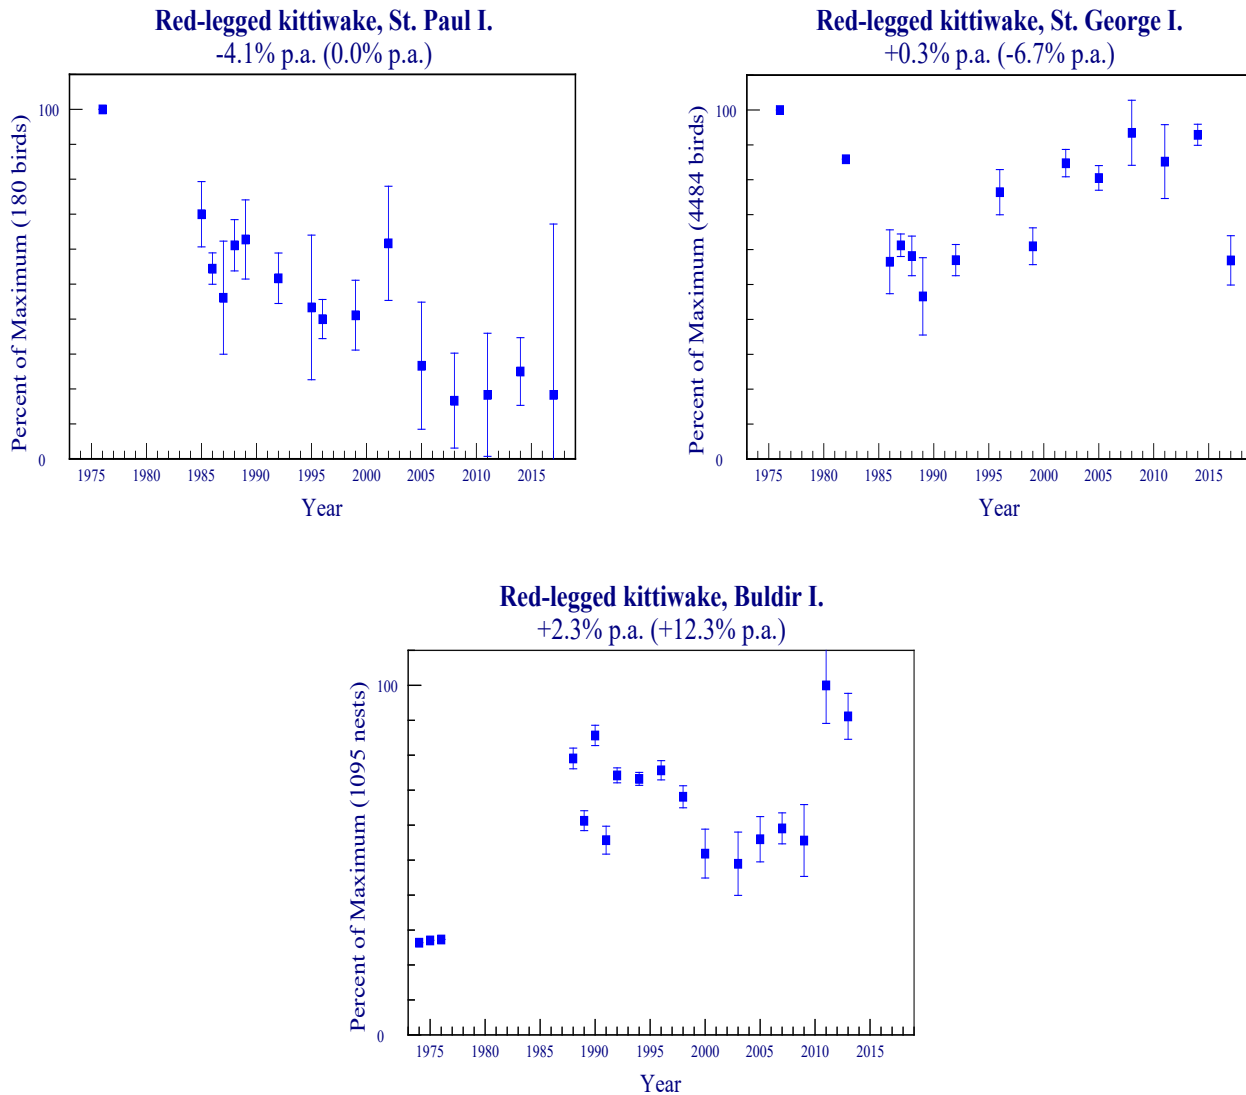 Red-legged kittiwake, St. Paul I.
-4.1% p.a. (0.0% p.a.)
Percent of Maximum (180 birds)
100
0
1975 1980 1985 1990 1995 2000 2005 2010 2015
Year
Red-legged kittiwake, St. George I.
+0.3% p.a. (-6.7% p.a.)
Percent of Maximum (4484 birds)
100
0
1975 1980 1985 1990 1995 2000 2005 2010 2015
Year
Red-legged kittiwake, Buldir I.
+2.3% p.a. (+12.3% p.a.)
Percent of Maximum (1095 nests)
100
0
1975 1980 1985 1990 1995 2000 2005 2010 2015
Year